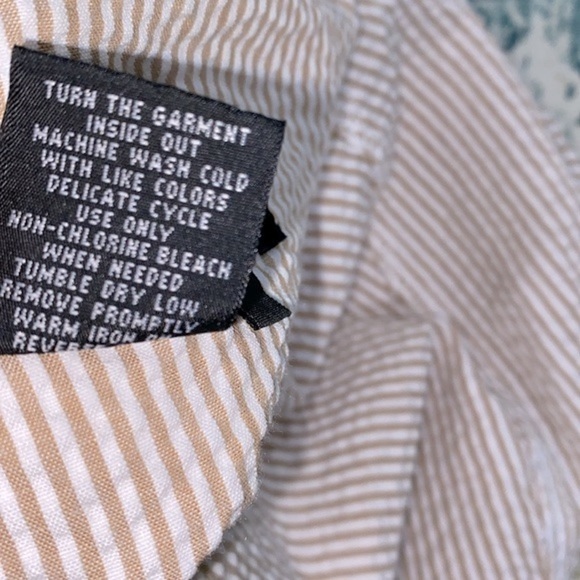 TURN THE GARMENT
INSIDE OUT
MACHINE WASH COLD
WITH LIKE COLORS
DELICATE CYCLE
USE ONLY
NON-CHLORINE BLEACH
WHEN NEEDED
TUMBLE DRY LOW
REMOVE PROMPTLY
WARM IRON